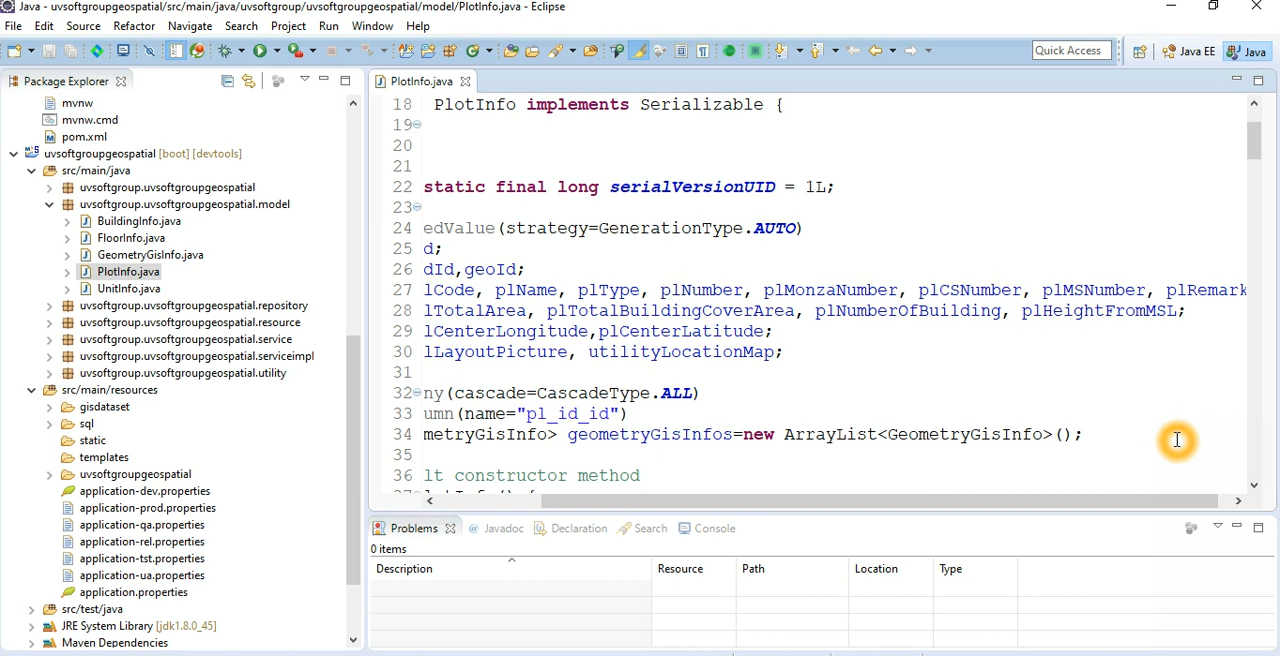 Java - uvsoftgroupgeospatial/src/main/java/uvsoftgroup/uvsoftgroupgeospatial/model/PlotInfo.java - Eclipse
File Edit Source Refactor Navigate Search Project Run Window Help
Quick Access Java EE Java
Package Explorer
mvnw
mvnw.cmd
pom.xml
uvsoftgroupgeospatial [boot] [devtools]
src/main/java
uvsoftgroup.uvsoftgroupgeospatial
uvsoftgroup.uvsoftgroupgeospatial.model
BuildingInfo.java
FloorInfo.java
GeometryGisInfo.java
PlotInfo.java
UnitInfo.java
uvsoftgroup.uvsoftgroupgeospatial.repository
uvsoftgroup.uvsoftgroupgeospatial.resource
uvsoftgroup.uvsoftgroupgeospatial.service
uvsoftgroup.uvsoftgroupgeospatial.serviceimpl
uvsoftgroup.uvsoftgroupgeospatial.utility
src/main/resources
gisdataset
sql
static
templates
uvsoftgroupgeospatial
application-dev.properties
application-prod.properties
application-qa.properties
application-rel.properties
application-tst.properties
application-ua.properties
application.properties
src/test/java
JRE System Library [jdk1.8.0_45]
Maven Dependencies
PlotInfo.java
18 PlotInfo implements Serializable {
19
20
21
22 static final long serialVersionUID = 1L;
23
24 edValue(strategy=GenerationType.AUTO)
25 d;
26 dId,geoId;
27 lCode, plName, plType, plNumber, plMonzaNumber, plCSNumber, plMSNumber, plRemark
28 lTotalArea, plTotalBuildingCoverArea, plNumberOfBuilding, plHeightFromMSL;
29 lCenterLongitude,plCenterLatitude;
30 lLayoutPicture, utilityLocationMap;
31
32 ny(cascade=CascadeType.ALL)
33 umn(name="pl_id_id")
34 metryGisInfo> geometryGisInfos=new ArrayList<GeometryGisInfo>();
35
36 lt constructor method
Problems @ Javadoc Declaration Search Console
0 items
Description Resource Path Location Type